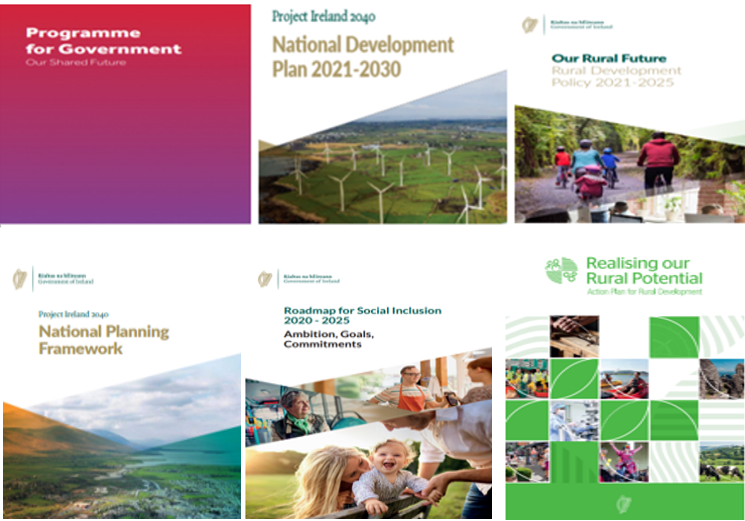 Programme
for Government
Our Shared Future
Project Ireland 2040
National Development
Plan 2021-2030
Rialtas na hÉireann
Government of Ireland
Our Rural Future
Rural Development
Policy 2021-2025
Rialtas na hÉireann
Government of Ireland
Project Ireland 2040
National Planning
Framework
Rialtas na hÉireann
Government of Ireland
Roadmap for Social Inclusion
2020 - 2025
Ambition, Goals,
Commitments
Realising our
Rural Potential
Action Plan for Rural Development